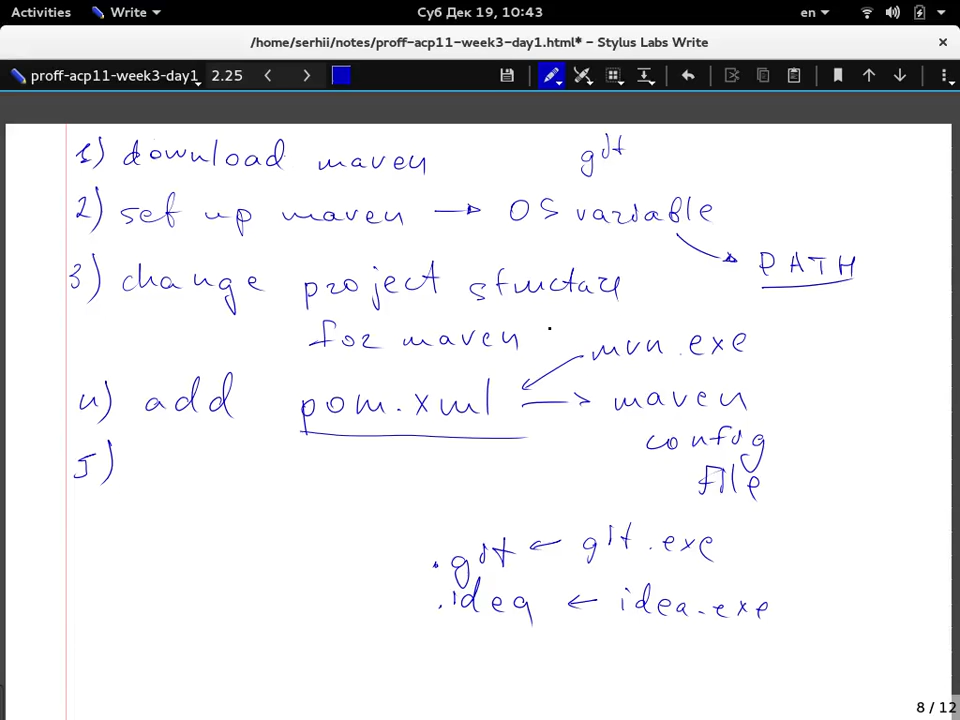 Activities Write Суб Дек 19, 10:43 en
/home/serhii/notes/proff-acp11-week3-day1.html* – Stylus Labs Write
proff-acp11-week3-day1 2.25
1) download maven git
2) set up maven → OS variable
PATH
3) change project structure
for maven
mvn.exe
4) add pom.xml → maven
config
file
5)
.git ← git.exe
.idea ← idea.exe
8 / 12